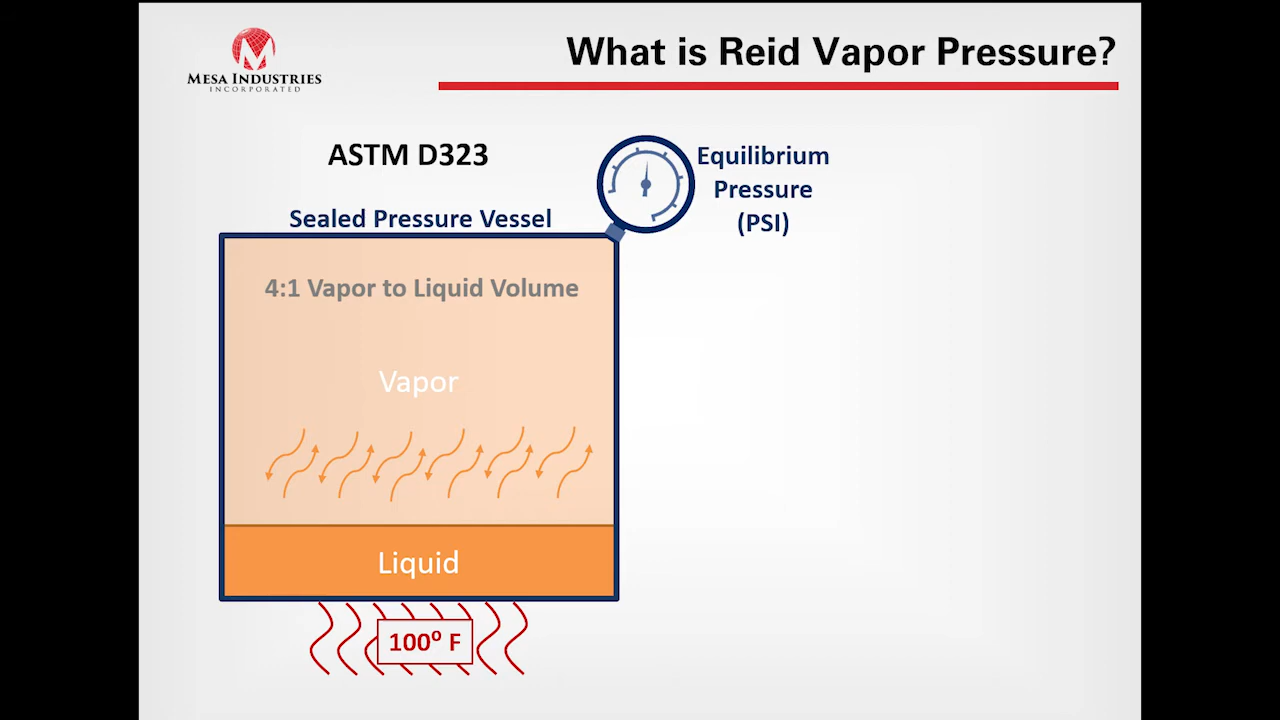 MESA INDUSTRIES
INCORPORATED
What is Reid Vapor Pressure?
ASTM D323
Equilibrium
Pressure
(PSI)
Sealed Pressure Vessel
4:1 Vapor to Liquid Volume
Vapor
Liquid
100º F